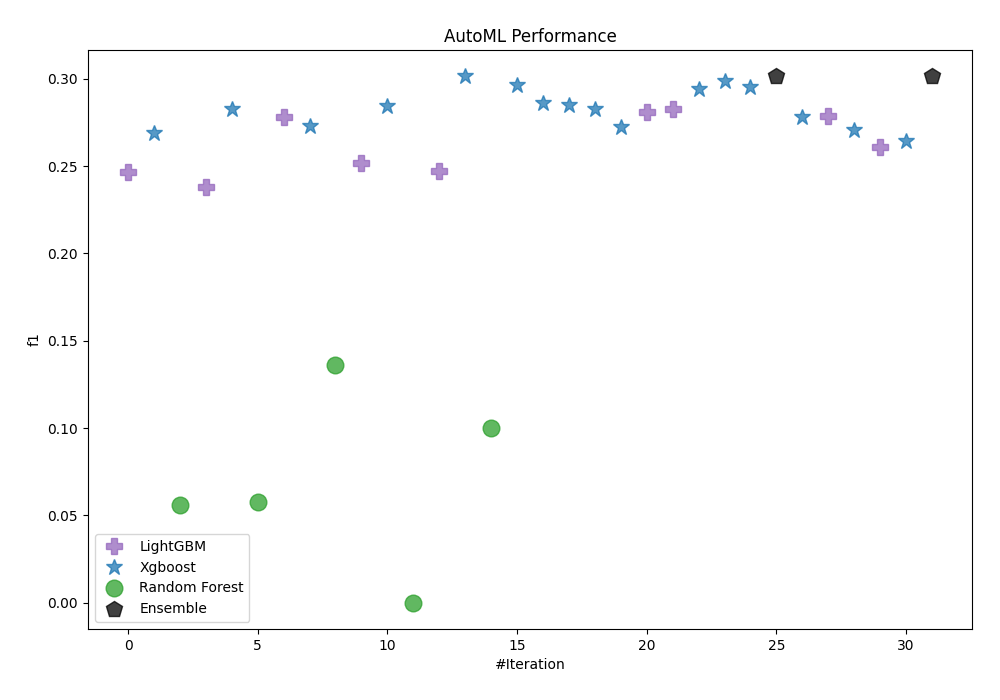 AutoML Performance
0.30
0.25
0.20
0.15
0.10
0.05
0.00
f1
LightGBM
Xgboost
Random Forest
Ensemble
0 5 10 15 20 25 30
#Iteration